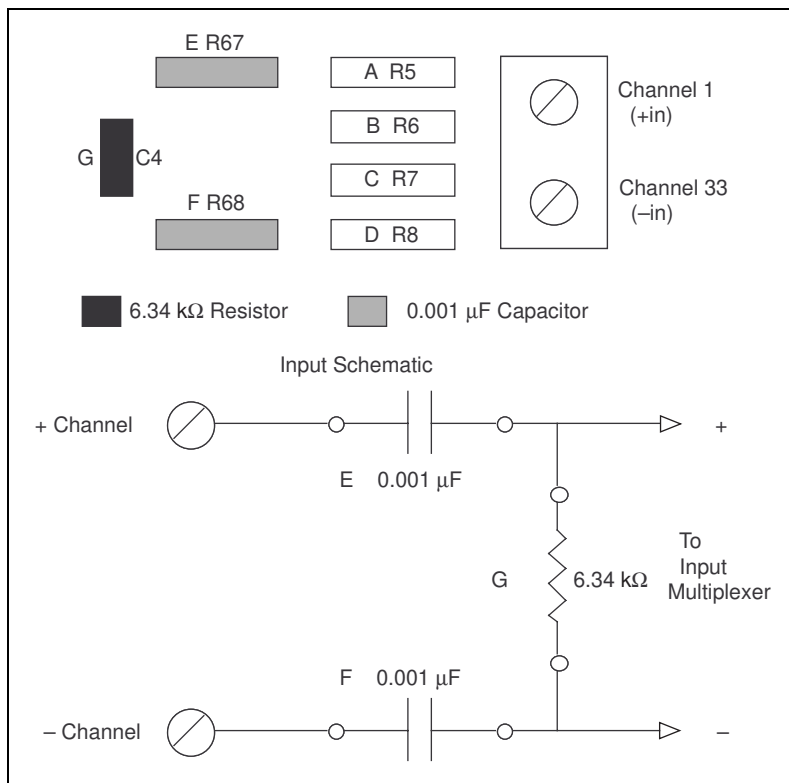 E R67
A R5
B R6
C R7
D R8
G C4
F R68
Channel 1
(+in)
Channel 33
(–in)
6.34 kΩ Resistor
0.001 µF Capacitor
Input Schematic
+ Channel
+
E 0.001 µF
G 6.34 kΩ
To
Input
Multiplexer
F 0.001 µF
– Channel
–